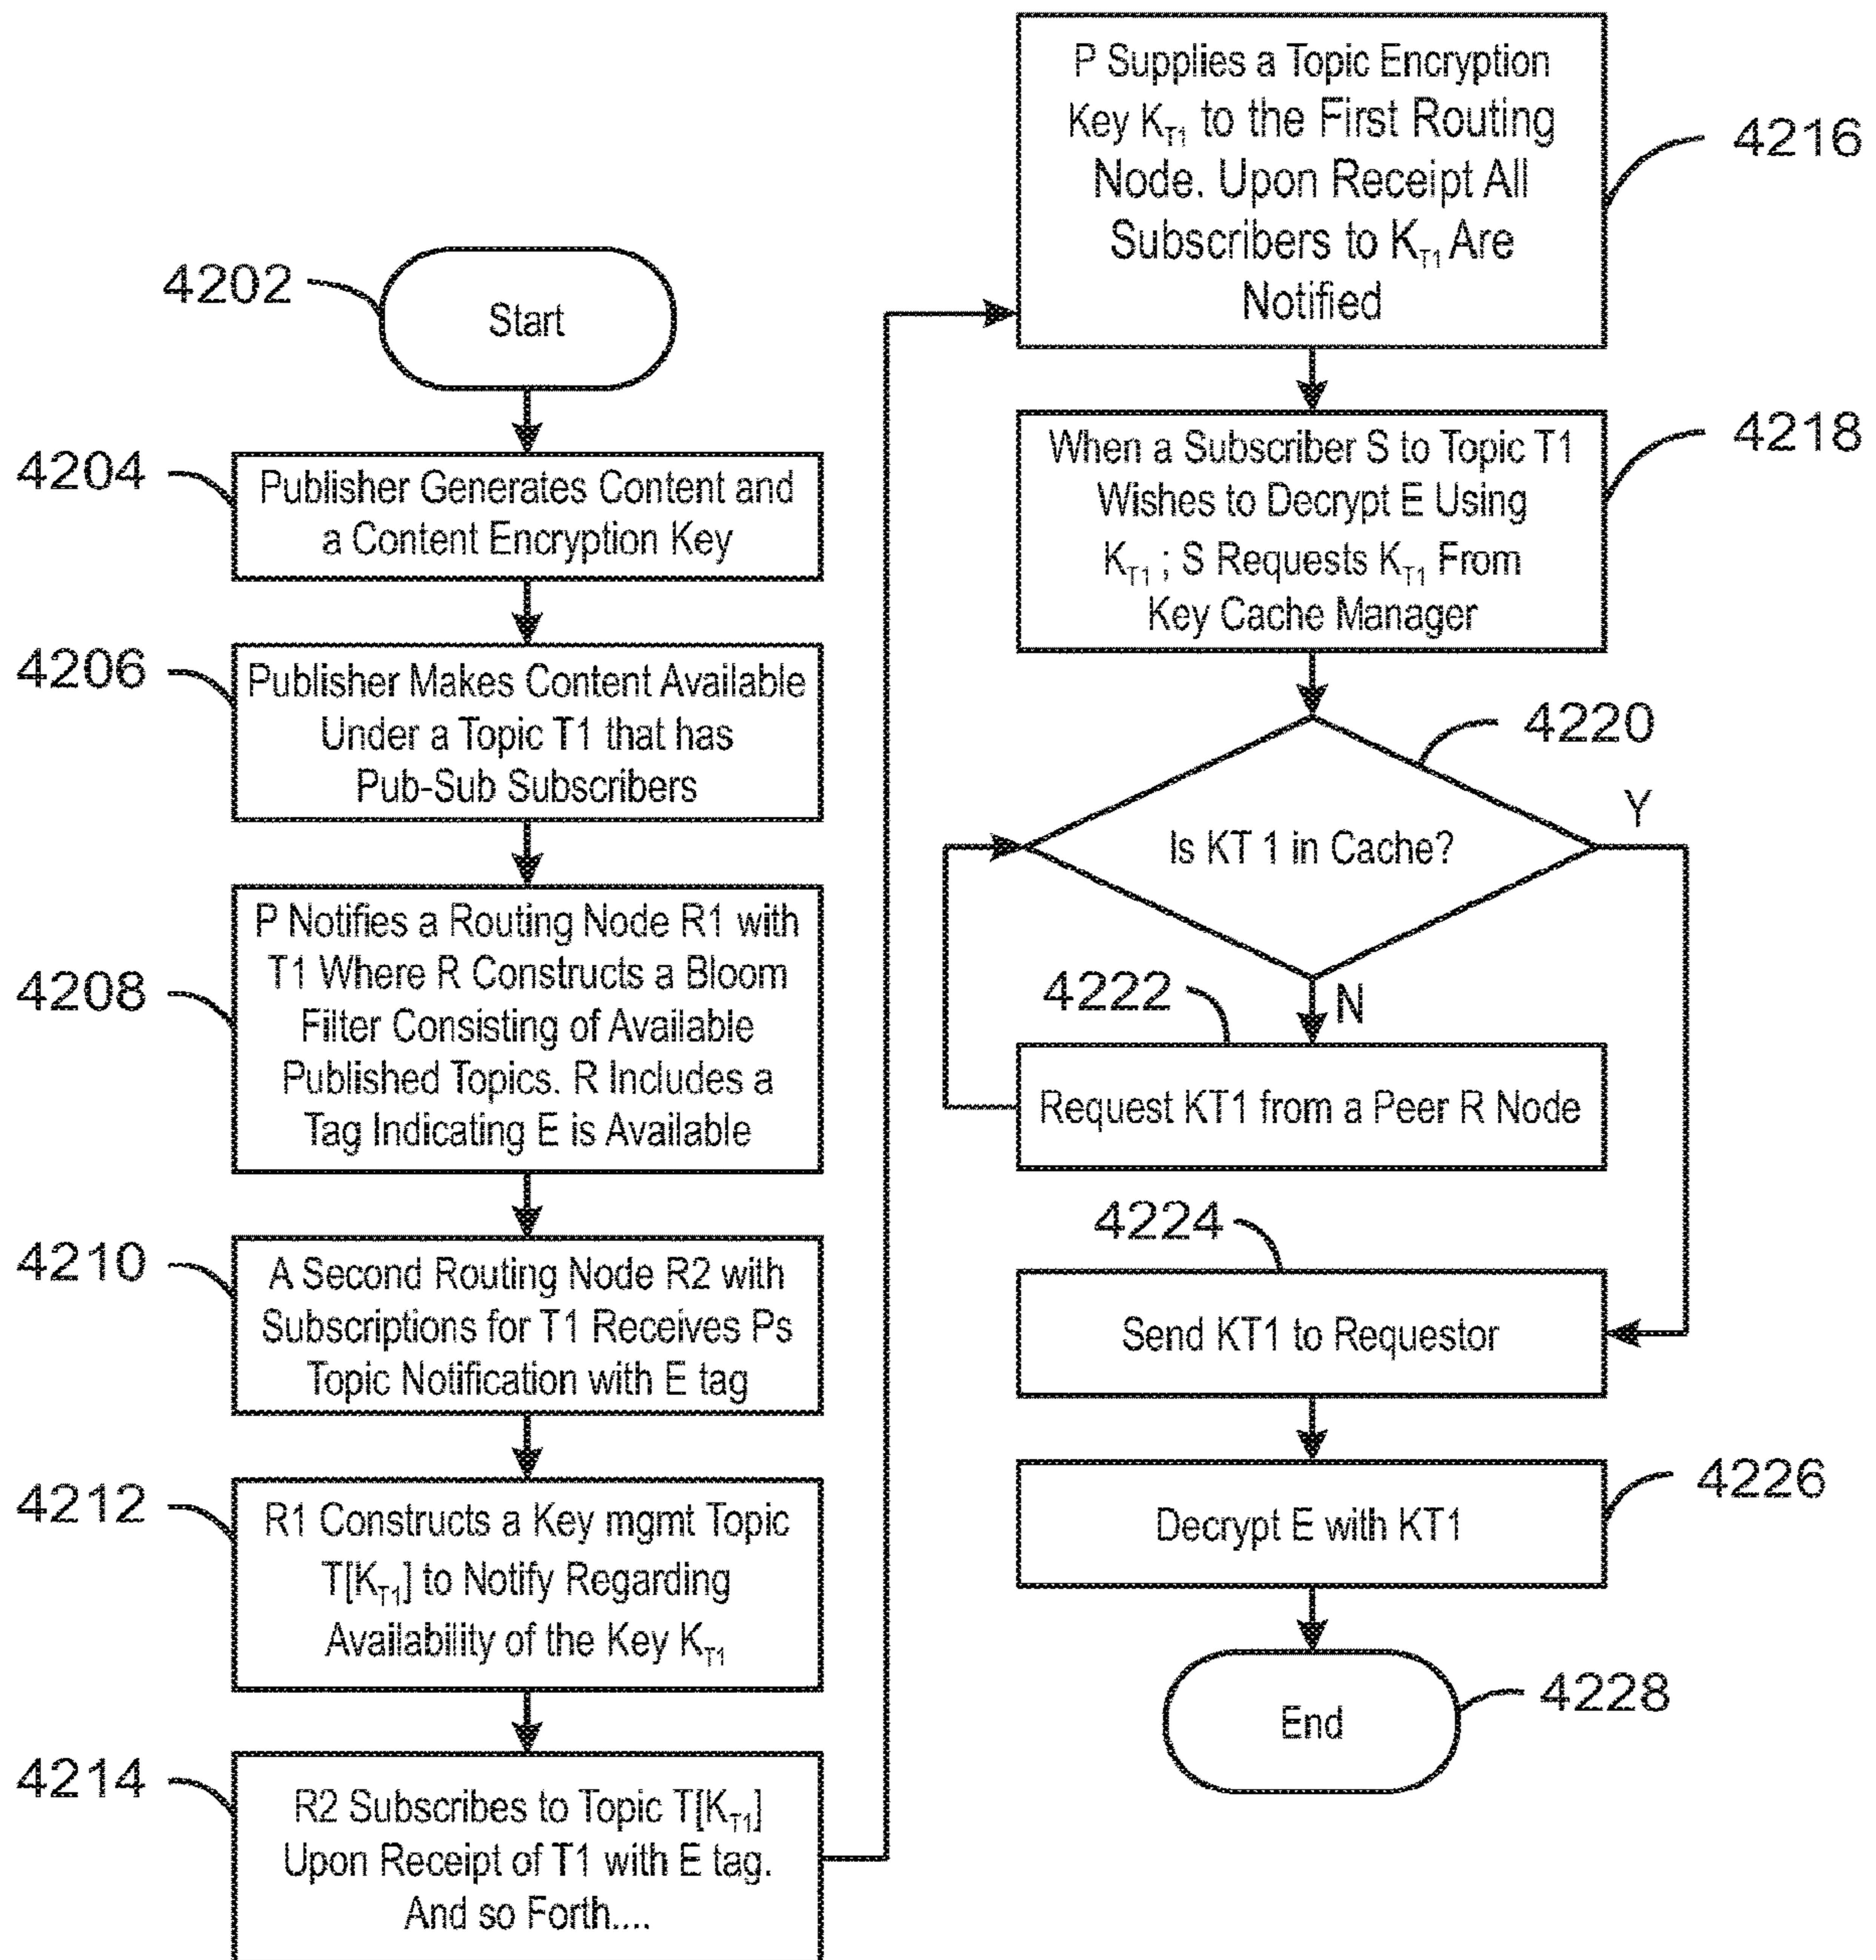 4202
Start
4204
Publisher Generates Content and
a Content Encryption Key
4206
Publisher Makes Content Available
Under a Topic T1 that has
Pub-Sub Subscribers
4208
P Notifies a Routing Node R1 with
T1 Where R Constructs a Bloom
Filter Consisting of Available
Published Topics. R Includes a
Tag Indicating E is Available
4210
A Second Routing Node R2 with
Subscriptions for T1 Receives Ps
Topic Notification with E tag
4212
R1 Constructs a Key mgmt Topic
T[K_T1] to Notify Regarding
Availability of the Key K_T1
4214
R2 Subscribes to Topic T[K_T1]
Upon Receipt of T1 with E tag.
And so Forth....
P Supplies a Topic Encryption
Key K_T1 to the First Routing
Node. Upon Receipt All
Subscribers to K_T1 Are
Notified
4216
When a Subscriber S to Topic T1
Wishes to Decrypt E Using
K_T1 ; S Requests K_T1 From
Key Cache Manager
4218
4220
Is KT 1 in Cache?
Y
N
4222
Request KT1 from a Peer R Node
4224
Send KT1 to Requestor
Decrypt E with KT1
4226
End
4228